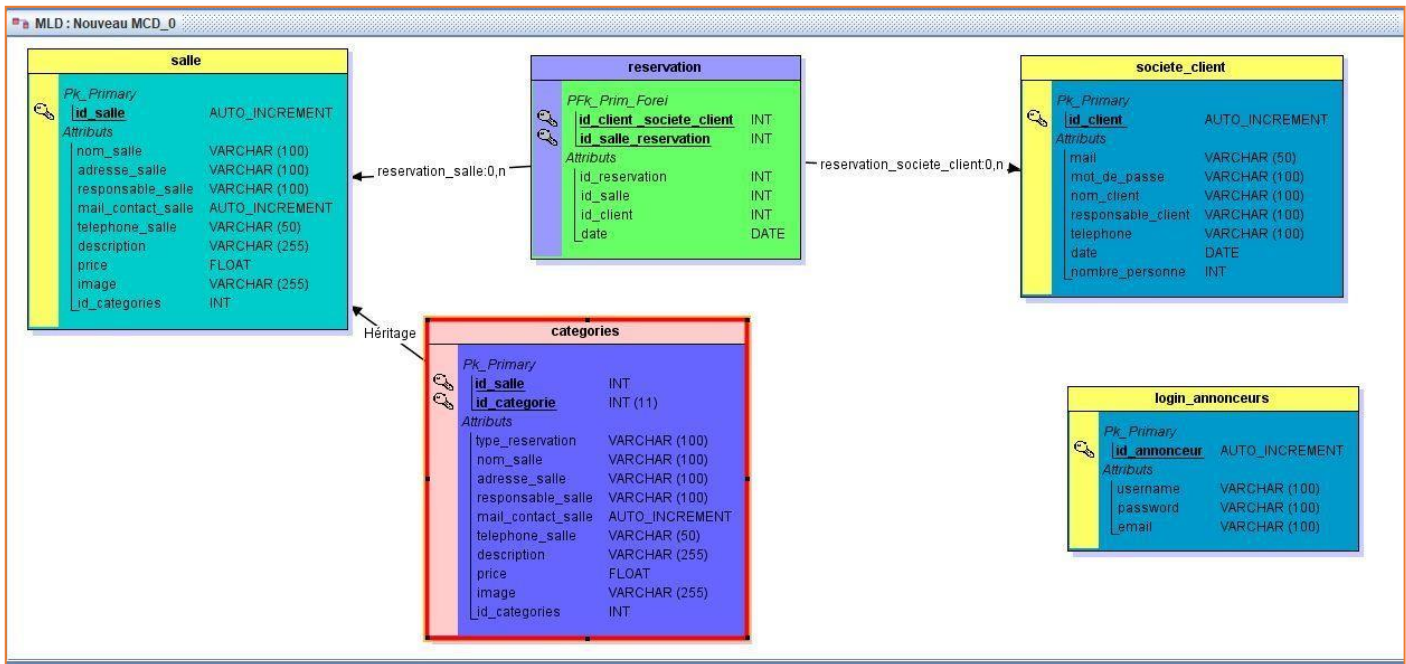 MLD : Nouveau MCD_0
salle
Pk_Primary
id_salle AUTO_INCREMENT
Attributs
nom_salle VARCHAR (100)
adresse_salle VARCHAR (100)
responsable_salle VARCHAR (100)
mail_contact_salle AUTO_INCREMENT
telephone_salle VARCHAR (50)
description VARCHAR (255)
price FLOAT
image VARCHAR (255)
id_categories INT
reservation_salle:0,n
reservation
PFk_Prim_Forei
id_client_societe_client INT
id_salle_reservation INT
Attributs
id_reservation INT
id_salle INT
id_client INT
date DATE
reservation_societe_client:0,n
societe_client
Pk_Primary
id_client AUTO_INCREMENT
Attributs
mail VARCHAR (50)
mot_de_passe VARCHAR (100)
nom_client VARCHAR (100)
responsable_client VARCHAR (100)
telephone VARCHAR (100)
date DATE
nombre_personne INT
Héritage
categories
Pk_Primary
id_salle INT
id_categorie INT (11)
Attributs
type_reservation VARCHAR (100)
nom_salle VARCHAR (100)
adresse_salle VARCHAR (100)
responsable_salle VARCHAR (100)
mail_contact_salle AUTO_INCREMENT
telephone_salle VARCHAR (50)
description VARCHAR (255)
price FLOAT
image VARCHAR (255)
id_categories INT
login_annonceurs
Pk_Primary
id_annonceur AUTO_INCREMENT
Attributs
username VARCHAR (100)
password VARCHAR (100)
email VARCHAR (100)